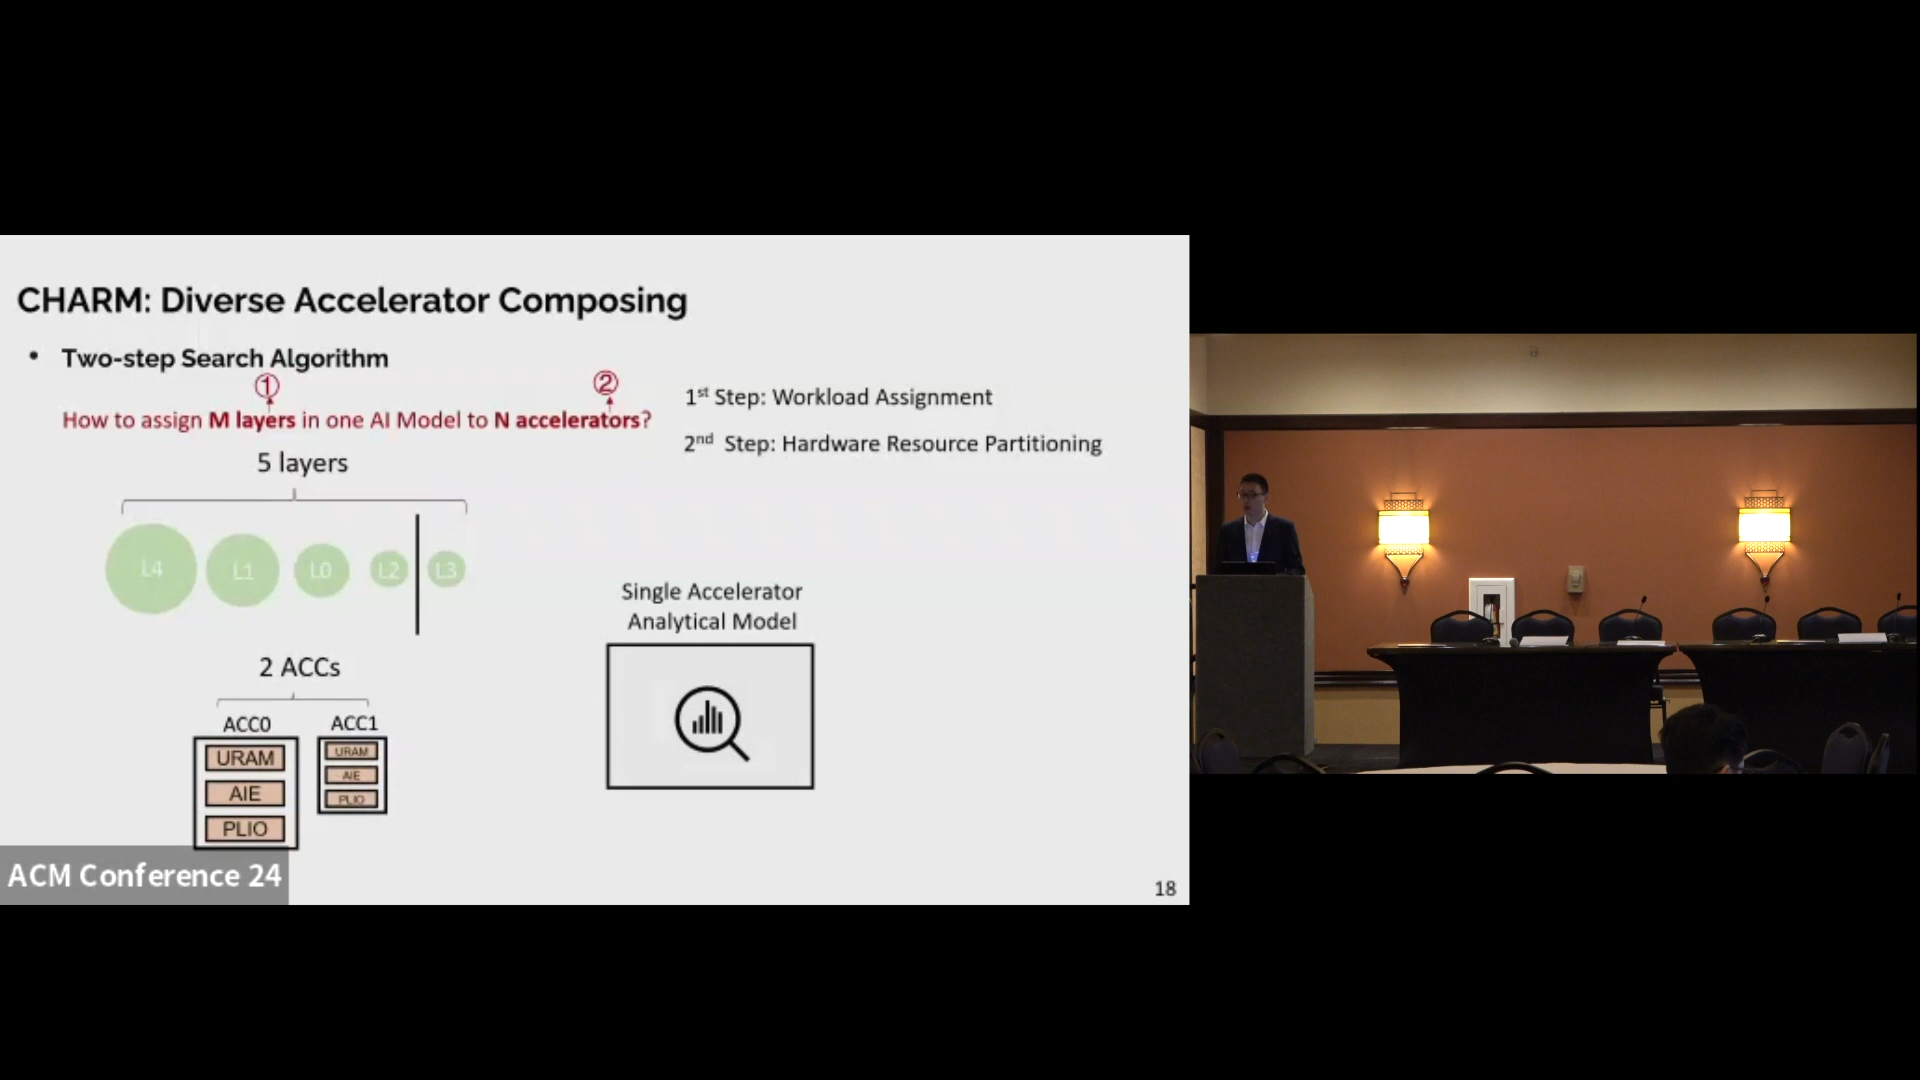 CHARM: Diverse Accelerator Composing
• Two-step Search Algorithm
① ②
How to assign M layers in one AI Model to N accelerators?
1st Step: Workload Assignment
2nd Step: Hardware Resource Partitioning
5 layers
L4 L1 L0 L2 L3
2 ACCs
ACC0 ACC1
URAM
AIE
PLIO
URAM
AIE
PLIO
Single Accelerator
Analytical Model
ACM Conference 24
18